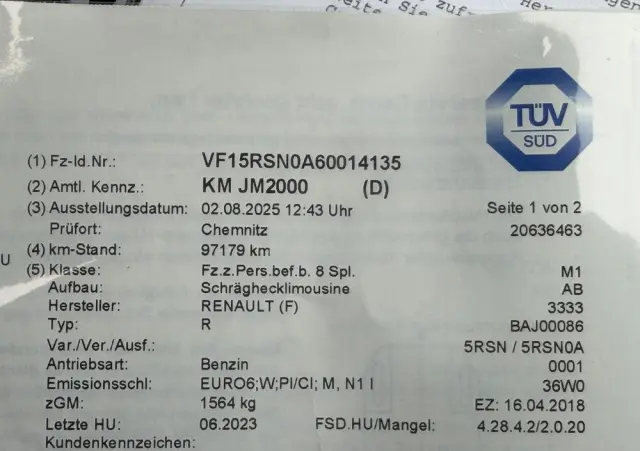 TÜV
SÜD
(1) Fz-Id.Nr.: VF15RSN0A60014135
(2) Amtl. Kennz.: KM JM2000 (D)
(3) Ausstellungsdatum: 02.08.2025 12:43 Uhr Seite 1 von 2
Prüfort: Chemnitz 20636463
(4) km-Stand: 97179 km
U
(5) Klasse: Fz.z.Pers.bef.b. 8 Spl. M1
Aufbau: Schräghecklimousine AB
Hersteller: RENAULT (F) 3333
Typ: R BAJ00086
Var./Ver./Ausf.: 5RSN / 5RSN0A
Antriebsart: Benzin 0001
Emissionsschl: EURO6;W;PI/CI; M, N1 I 36W0
zGM: 1564 kg EZ: 16.04.2018
Letzte HU: 06.2023 FSD.HU/Mangel: 4.28.4.2/2.0.20
Kundenkennzeichen: